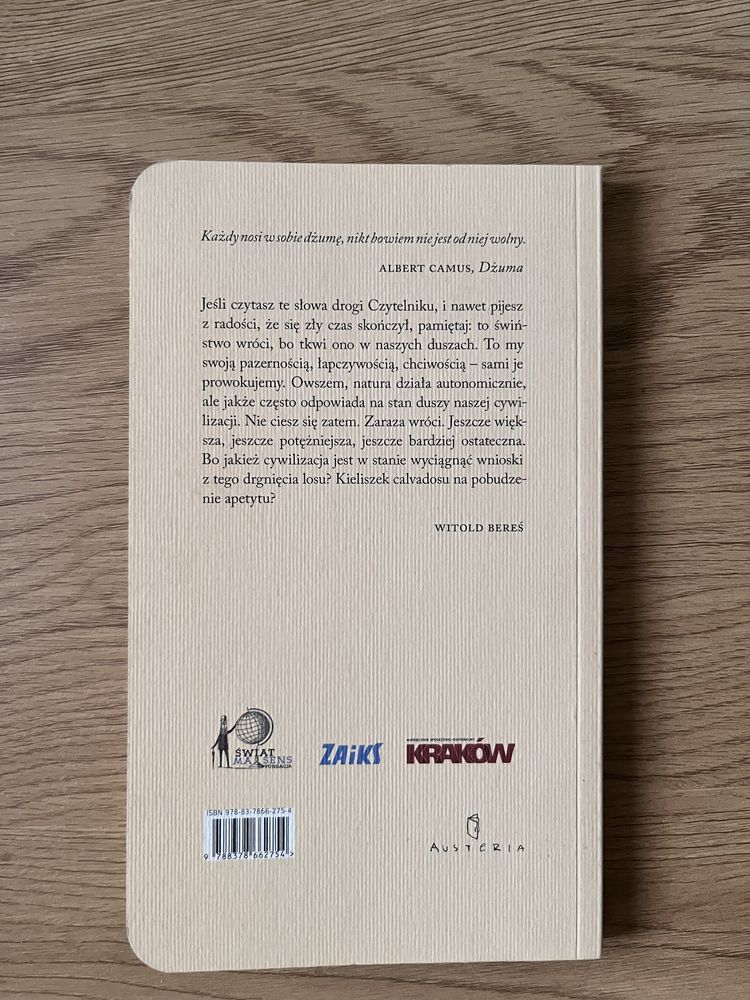 Każdy nosi w sobie dżumę, nikt bowiem nie jest od niej wolny.
ALBERT CAMUS, Dżuma
Jeśli czytasz te słowa drogi Czytelniku, i nawet pijesz
z radości, że się zły czas skończył, pamiętaj: to świń-
stwo wróci, bo tkwi ono w naszych duszach. To my
swoją pazernością, łapczywością, chciwością – sami je
prowokujemy. Owszem, natura działa autonomicznie,
ale jakże często odpowiada na stan duszy naszej cywi-
lizacji. Nie ciesz się zatem. Zaraza wróci. Jeszcze więk-
sza, jeszcze potężniejsza, jeszcze bardziej ostateczna.
Bo jakież cywilizacja jest w stanie wyciągnąć wnioski
z tego drgnięcia losu? Kieliszek calvadosu na pobudze-
nie apetytu?
WITOLD BEREŚ
ŚWIAT
MA SENS
FUNDACJA
ZAiKS
MIESIĘCZNIK SPOŁECZNO-KULTURALNY
KRAKÓW
ISBN 978-83-7866-275-4
9 788378 662754 >
AUSTERIA